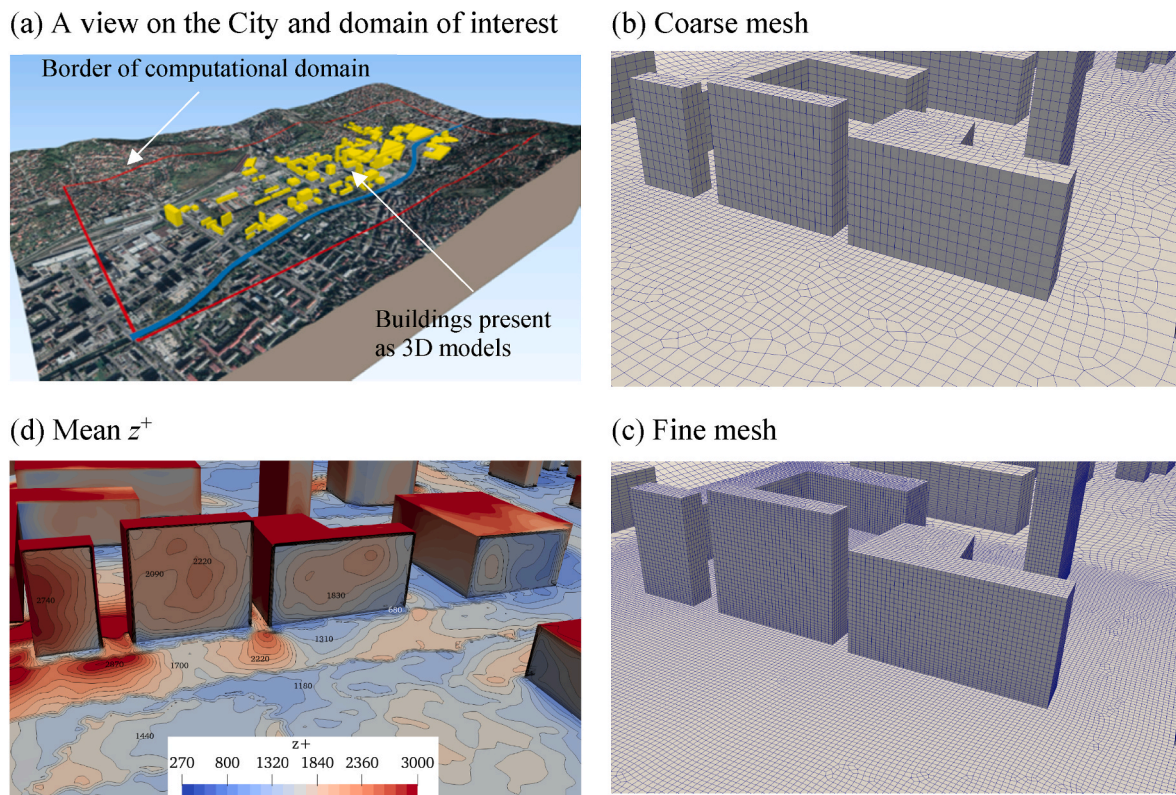 (a) A view on the City and domain of interest
Border of computational domain
Buildings present
as 3D models
(b) Coarse mesh
(d) Mean z⁺
2740
2090
2220
1830
680
1310
2670
1700
2220
1180
1440
z+
270 800 1320 1840 2360 3000
(c) Fine mesh